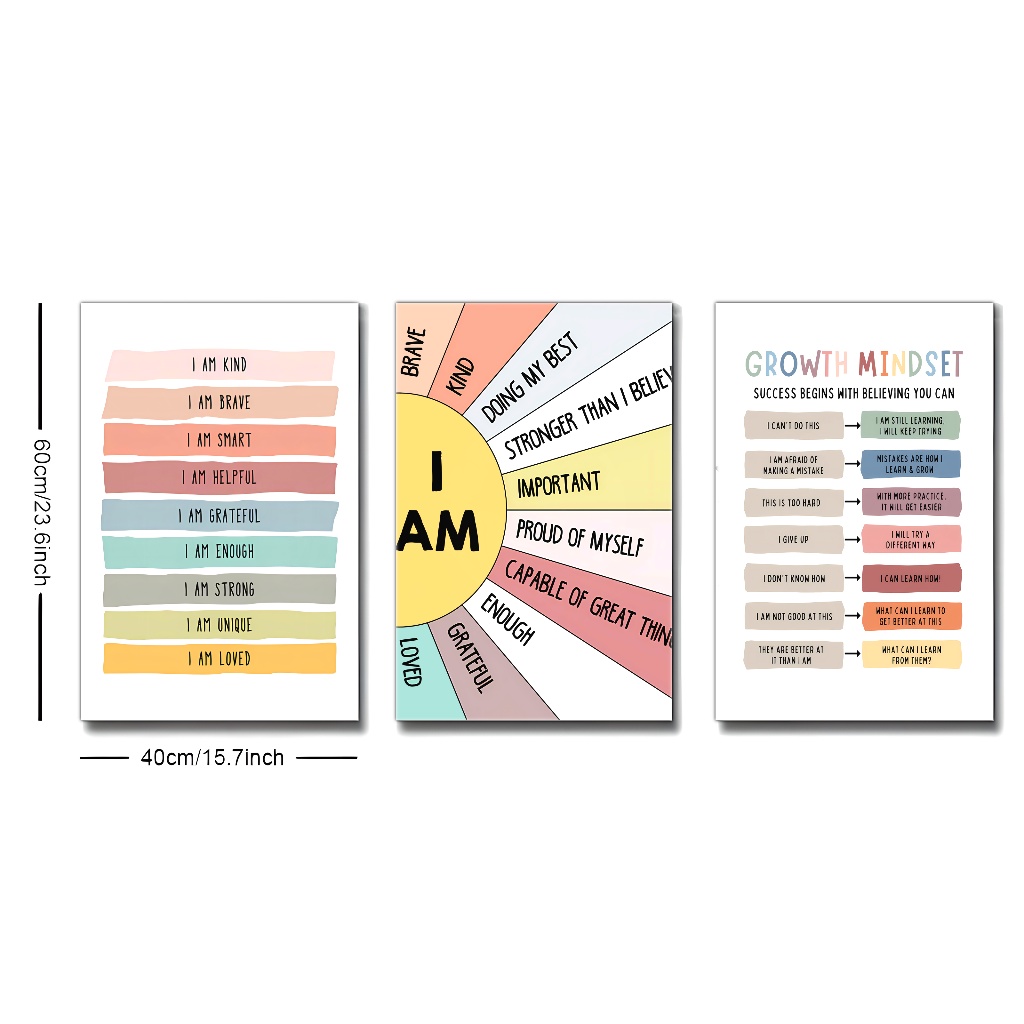 60cm/23.6inch
I AM KIND
I AM BRAVE
I AM SMART
I AM HELPFUL
I AM GRATEFUL
I AM ENOUGH
I AM STRONG
I AM UNIQUE
I AM LOVED
40cm/15.7inch
I
AM
BRAVE
KIND
DOING MY BEST
STRONGER THAN I BELIEV
IMPORTANT
PROUD OF MYSELF
CAPABLE OF GREAT THIN
ENOUGH
GRATEFUL
LOVED
GROWTH MINDSET
SUCCESS BEGINS WITH BELIEVING YOU CAN
I CAN'T DO THIS
I AM STILL LEARNING.
I WILL KEEP TRYING
I AM AFRAID OF
MAKING A MISTAKE
MISTAKES ARE HOW I
LEARN & GROW
THIS IS TOO HARD
WITH MORE PRACTICE,
IT WILL GET EASIER
I GIVE UP
I WILL TRY A
DIFFERENT WAY
I DON'T KNOW HOW
I CAN LEARN HOW!
I AM NOT GOOD AT THIS
WHAT CAN I LEARN TO
GET BETTER AT THIS
THEY ARE BETTER AT
IT THAN I AM
WHAT CAN I LEARN
FROM THEM?